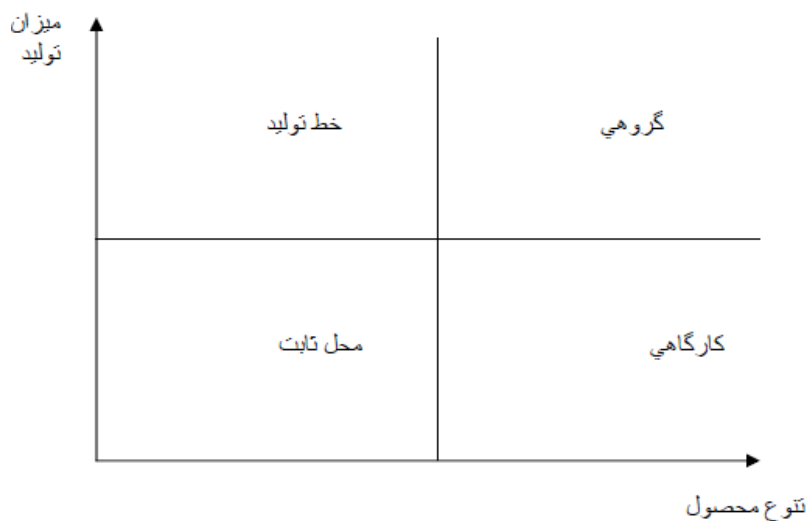 میزان
تولید
گروهي
خط تولید
کارگاهي
محل ثابت
تنوع محصول